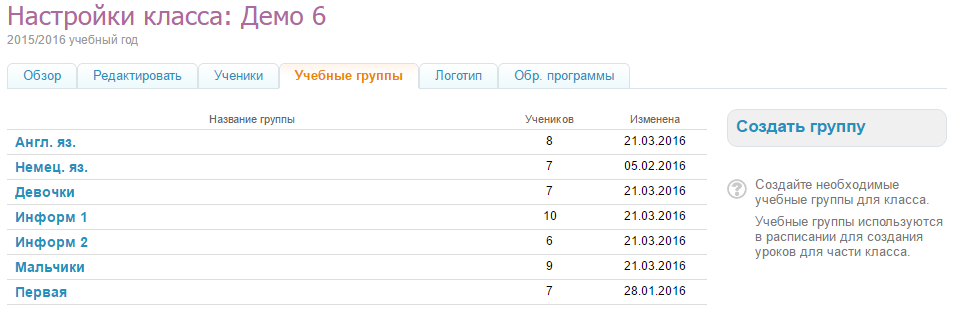 Настройки класса: Демо 6
2015/2016 учебный год
Обзор Редактировать Ученики Учебные группы Логотип Обр. программы
Название группы Учеников Изменена
Англ. яз. 8 21.03.2016
Немец. яз. 7 05.02.2016
Девочки 7 21.03.2016
Информ 1 10 21.03.2016
Информ 2 6 21.03.2016
Мальчики 9 21.03.2016
Первая 7 28.01.2016
Создать группу
? Создайте необходимые
учебные группы для класса.
Учебные группы используются
в расписании для создания
уроков для части класса.